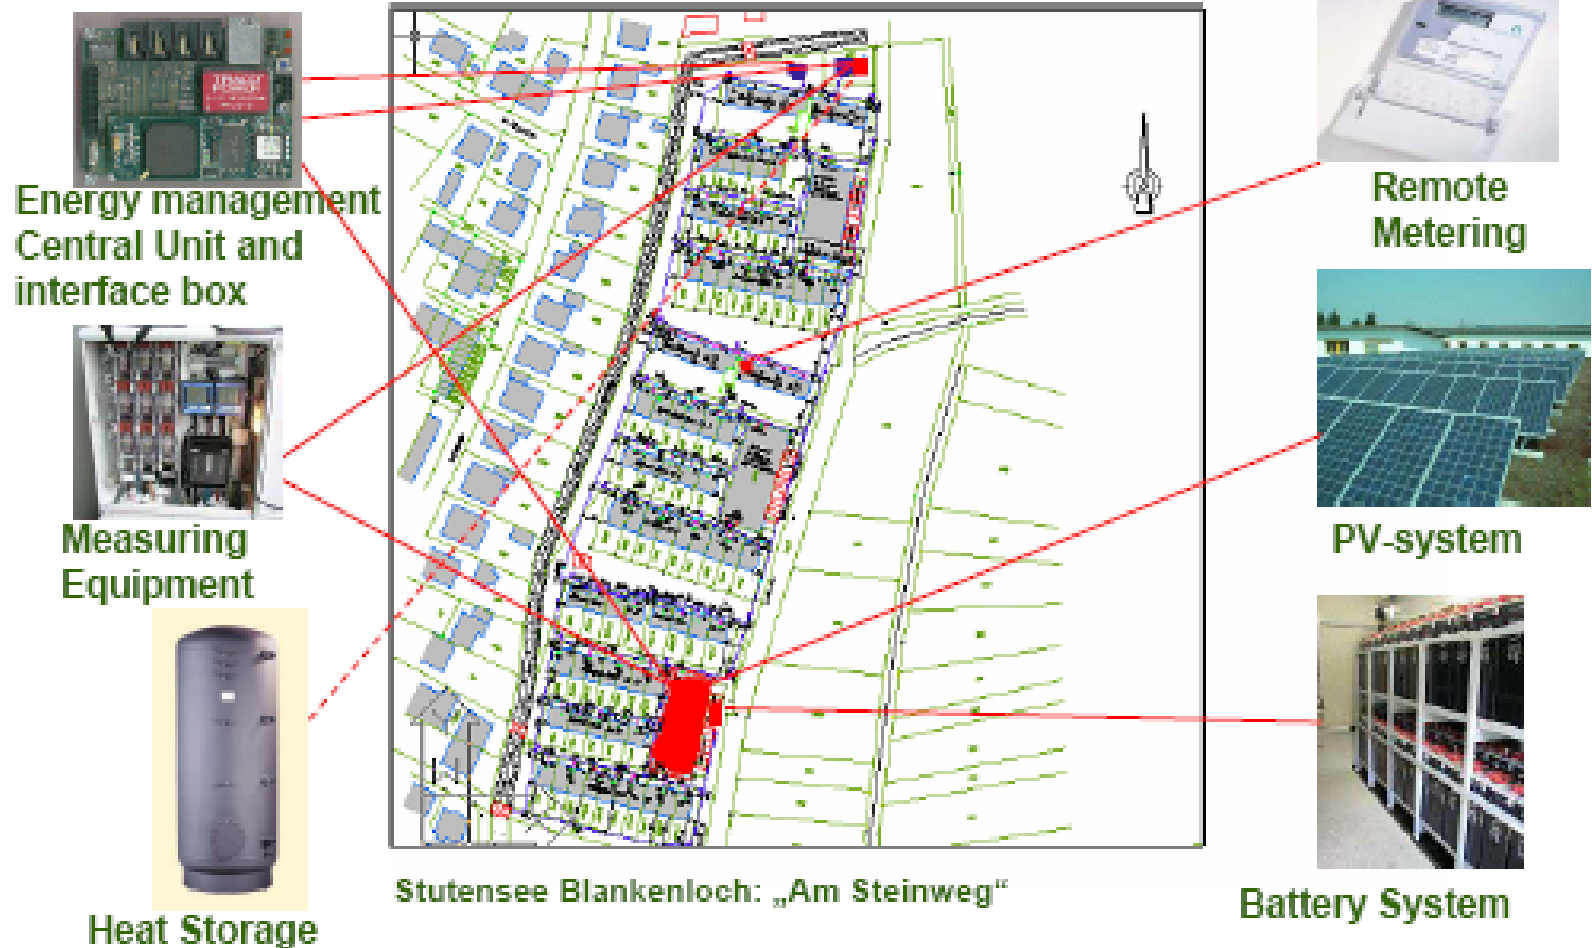 Energy management
Central Unit and
interface box
Measuring
Equipment
Heat Storage
Remote
Metering
PV-system
Battery System
Stutensee Blankenloch: „Am Steinweg“